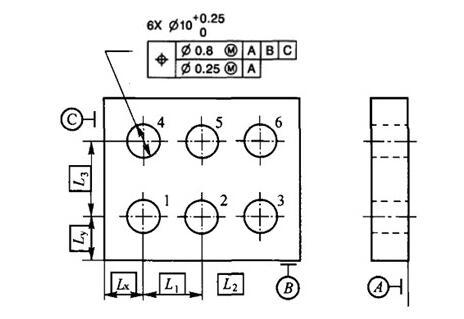 6X Ø10 +0.25
0
⌖ Ø 0.8 Ⓜ A B C
Ø 0.25 Ⓜ A
C
4 5 6
L3
1 2 3
Ly
Lx L1 L2
B A